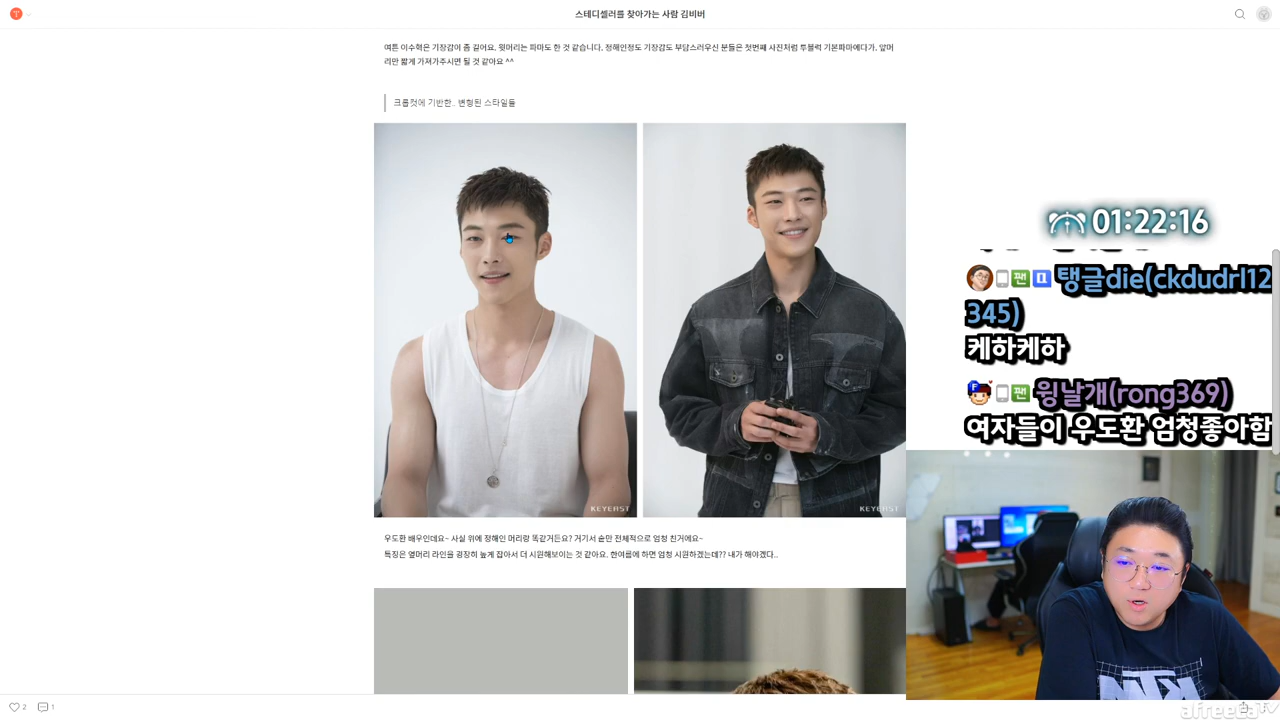 스테디셀러를 찾아가는 사람 김비버
여튼 이수혁은 기장감이 좀 길어요. 윗머리는 파마도 한 것 같습니다. 정해인정도 기장감도 부담스러우신 분들은 첫번째 사진처럼 투블럭 기본파마에다가, 앞머
리만 짧게 가져가주시면 될 것 같아요 ^^
크롭컷에 기반한.. 변형된 스타일들
01:22:16
팬 탱글die(ckdudrl12
345)
케하케하
팬 윙날개(rong369)
여자들이 우도환 엄청좋아함
KEYEAST
KEYEAST
우도환 배우인데요~ 사실 위에 정해인 머리랑 똑같거든요? 거기서 숱만 전체적으로 엄청 친거에요~
특징은 옆머리 라인을 굉장히 높게 잡아서 더 시원해보이는 것 같아요. 한여름에 하면 엄청 시원하겠는데?? 내가 해야겠다..
2
1
afreecaTV